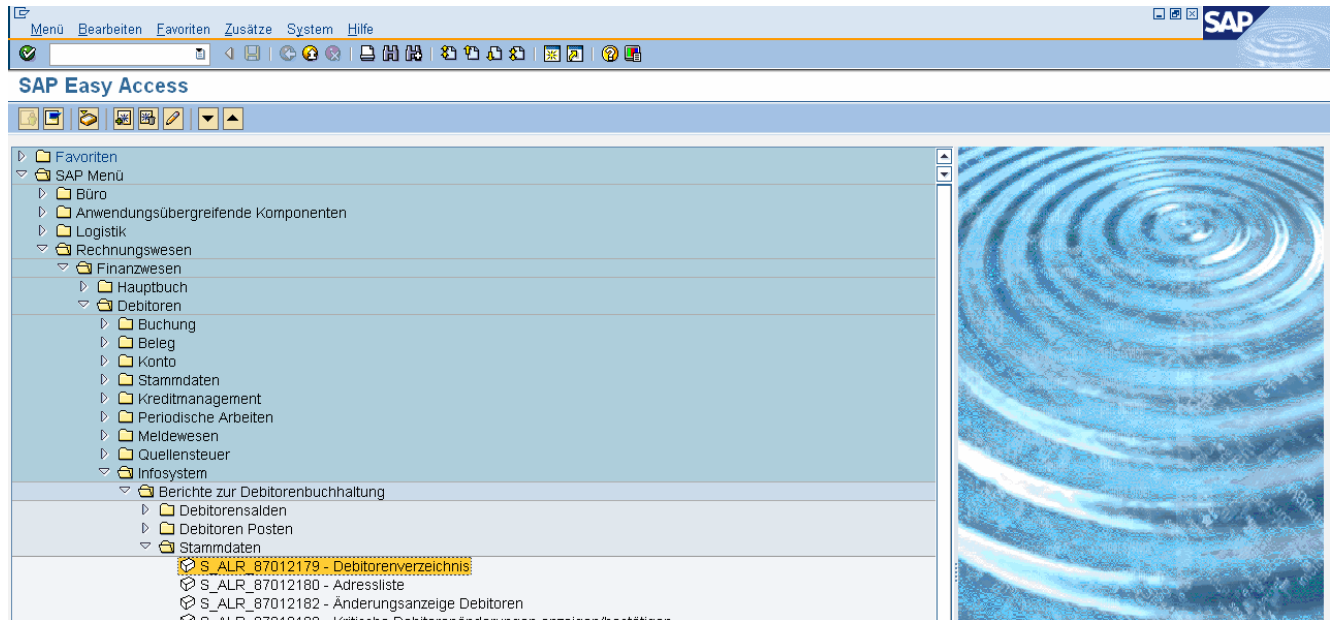 Menü Bearbeiten Favoriten Zusätze System Hilfe
SAP
SAP Easy Access
Favoriten
SAP Menü
Büro
Anwendungsübergreifende Komponenten
Logistik
Rechnungswesen
Finanzwesen
Hauptbuch
Debitoren
Buchung
Beleg
Konto
Stammdaten
Kreditmanagement
Periodische Arbeiten
Meldewesen
Quellensteuer
Infosystem
Berichte zur Debitorenbuchhaltung
Debitorensalden
Debitoren Posten
Stammdaten
S_ALR_87012179 - Debitorenverzeichnis
S_ALR_87012180 - Adressliste
S_ALR_87012182 - Änderungsanzeige Debitoren